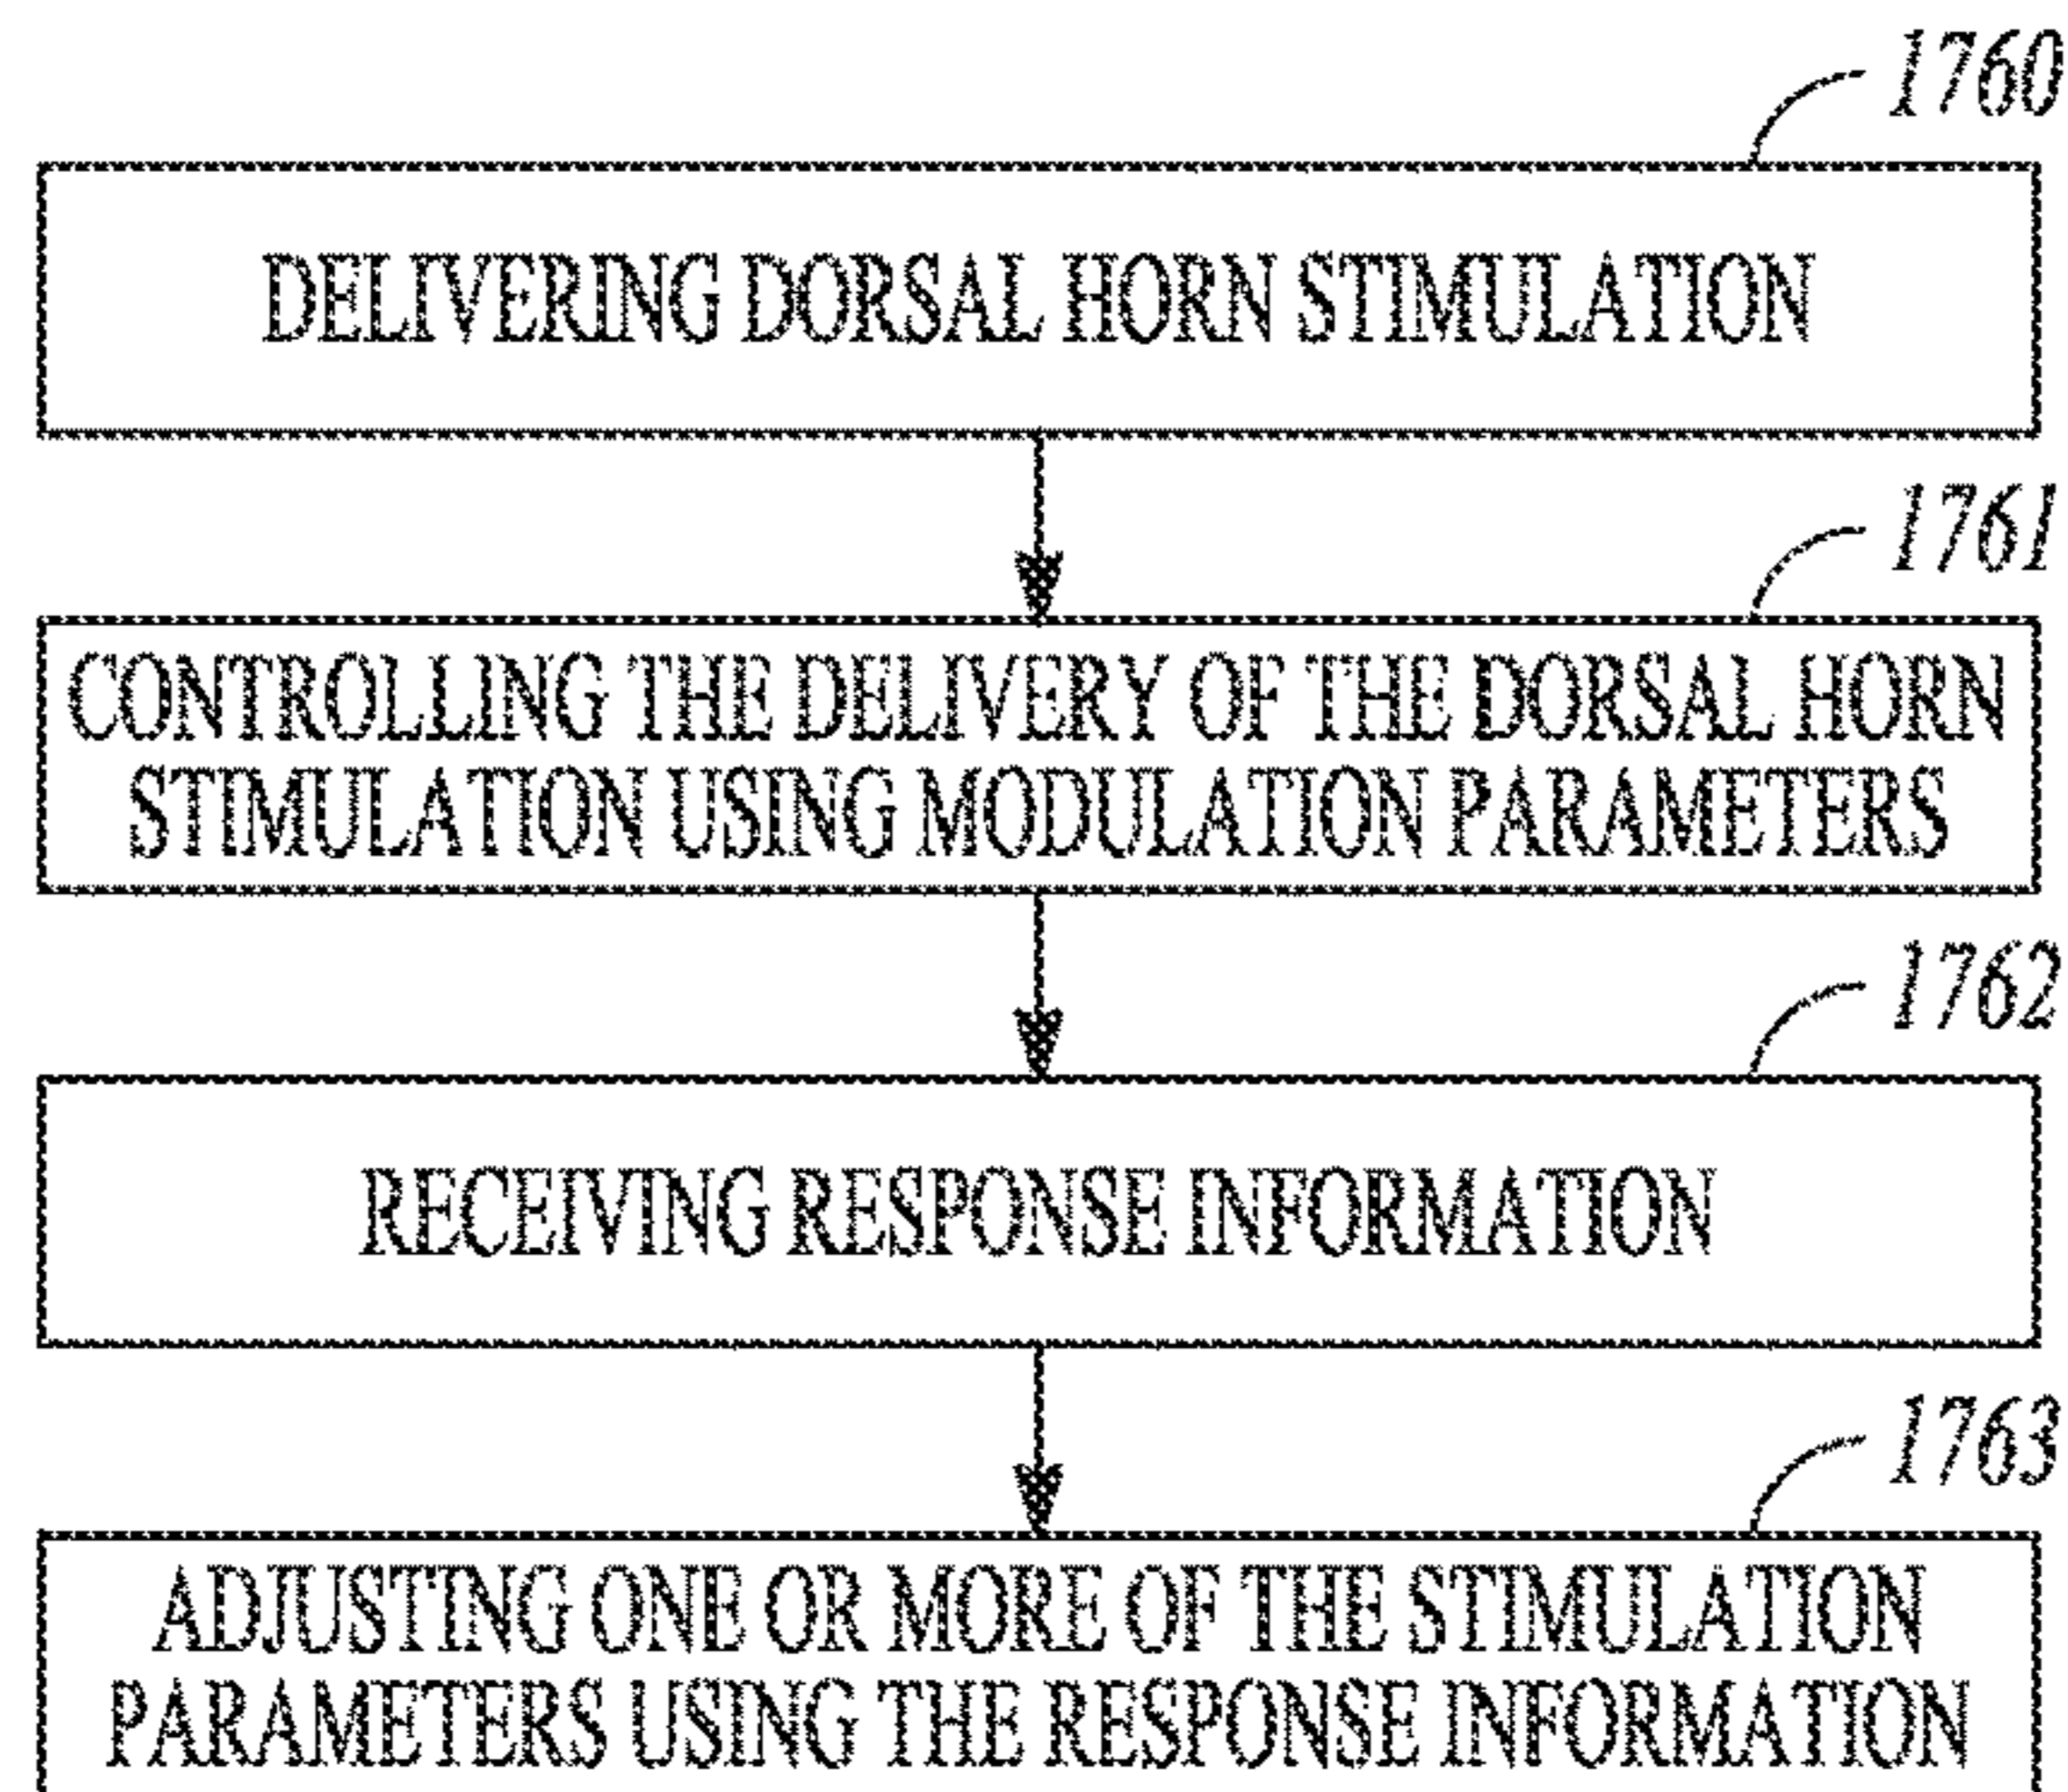 1760
DELIVERING DORSAL HORN STIMULATION
1761
CONTROLLING THE DELIVERY OF THE DORSAL HORN
STIMULATION USING MODULATION PARAMETERS
1762
RECEIVING RESPONSE INFORMATION
1763
ADJUSTING ONE OR MORE OF THE STIMULATION
PARAMETERS USING THE RESPONSE INFORMATION